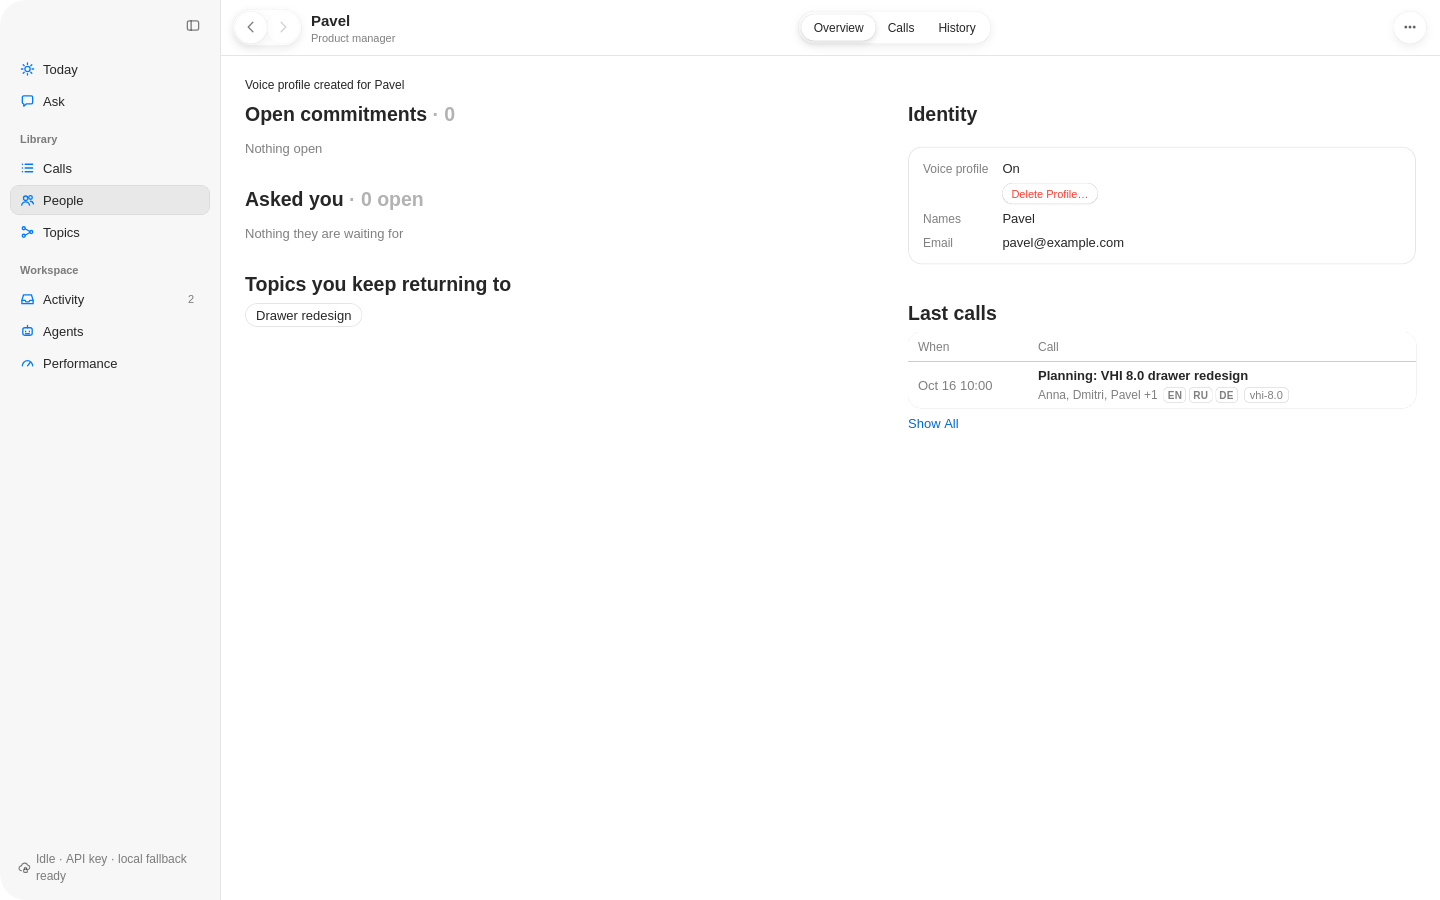 Today
Ask
Library
Calls
People
Topics
Workspace
Activity 2
Agents
Performance
Idle · API key · local fallback
ready
Pavel
Product manager
Overview Calls History
Voice profile created for Pavel
Open commitments · 0
Nothing open
Asked you · 0 open
Nothing they are waiting for
Topics you keep returning to
Drawer redesign
Identity
Voice profile On
Delete Profile…
Names Pavel
Email pavel@example.com
Last calls
When Call
Oct 16 10:00 Planning: VHI 8.0 drawer redesign
Anna, Dmitri, Pavel +1 EN RU DE vhi-8.0
Show All